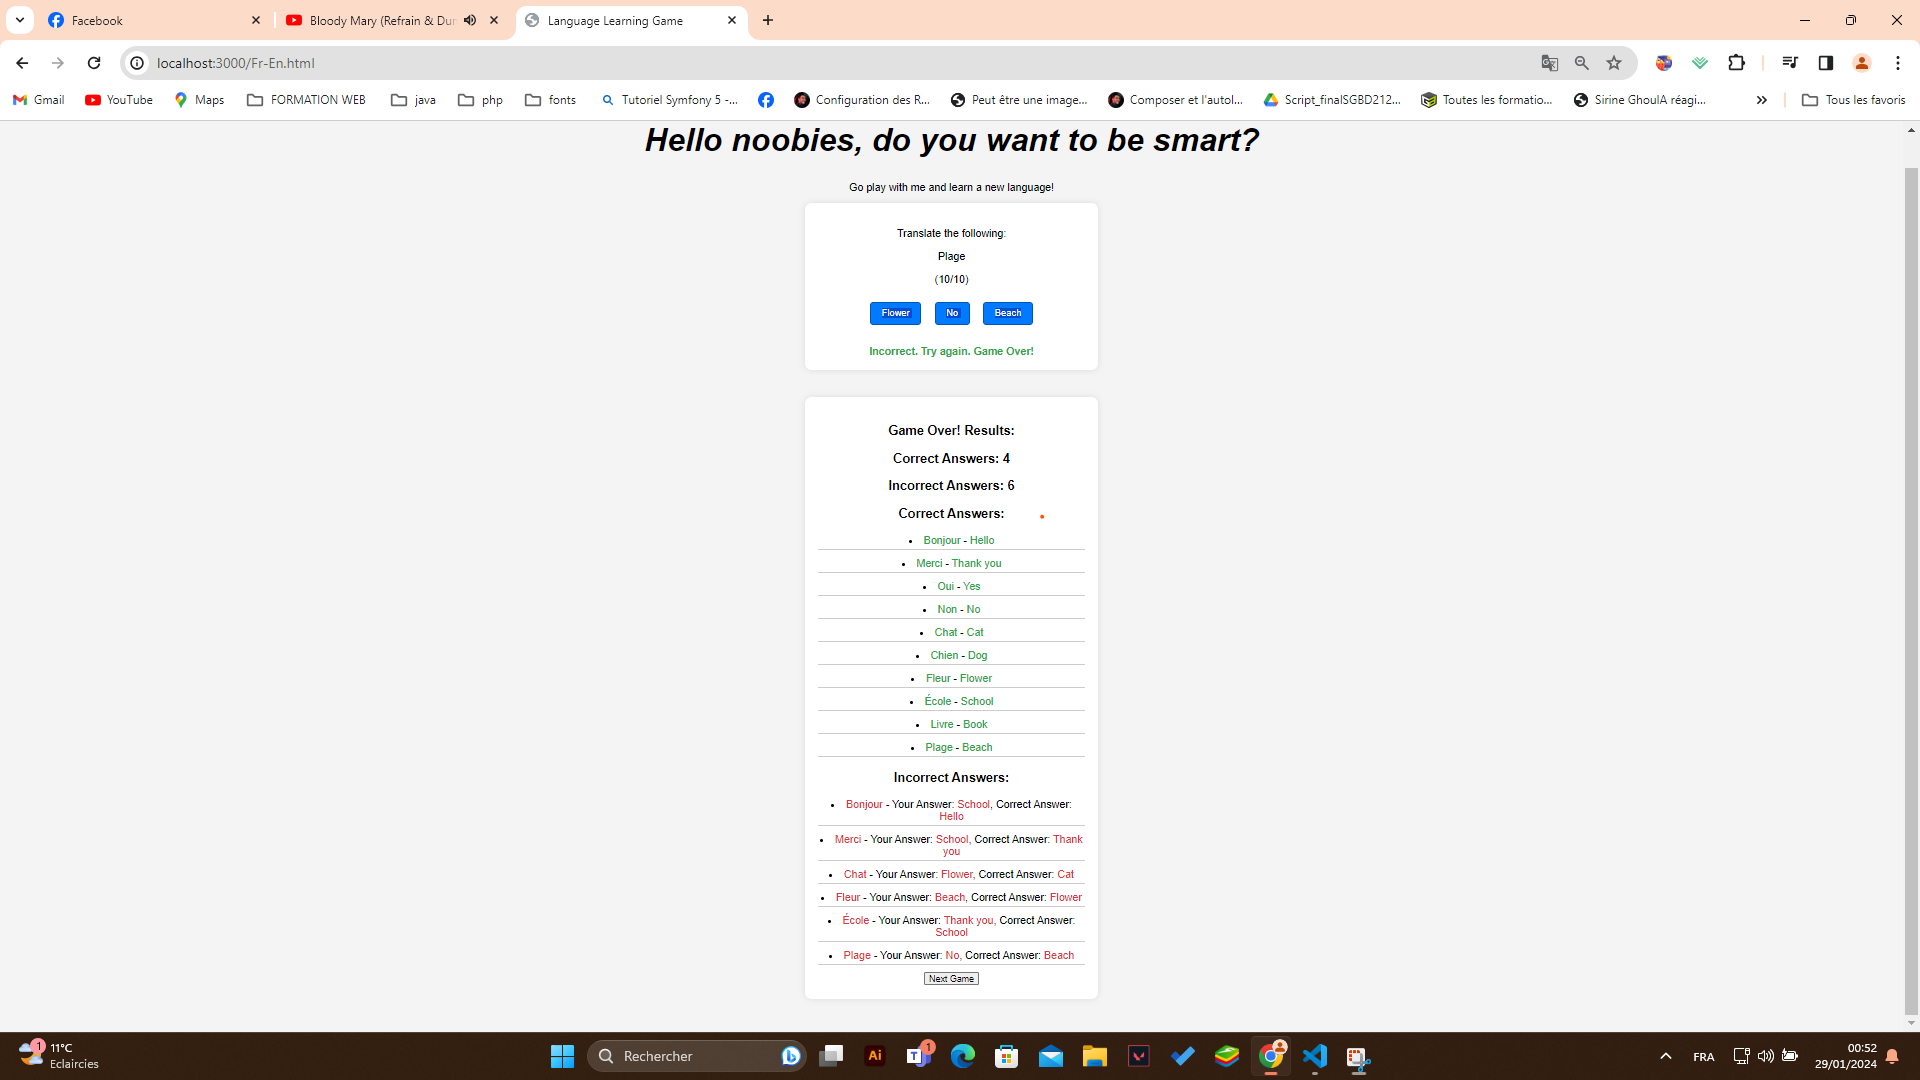 Facebook
Bloody Mary (Refrain & Dun
Language Learning Game
localhost:3000/Fr-En.html
Gmail
YouTube
Maps
FORMATION WEB
java
php
fonts
Tutoriel Symfony 5 -...
Configuration des R...
Peut être une image...
Composer et l'autol...
Script_finalSGBD212...
Toutes les formatio...
Sirine GhoulA réagi...
Tous les favoris
Hello noobies, do you want to be smart?
Go play with me and learn a new language!
Translate the following:
Plage
(10/10)
Flower No Beach
Incorrect. Try again. Game Over!
Game Over! Results:
Correct Answers: 4
Incorrect Answers: 6
Correct Answers:
Bonjour - Hello
Merci - Thank you
Oui - Yes
Non - No
Chat - Cat
Chien - Dog
Fleur - Flower
École - School
Livre - Book
Plage - Beach
Incorrect Answers:
Bonjour - Your Answer: School, Correct Answer:
Hello
Merci - Your Answer: School, Correct Answer: Thank
you
Chat - Your Answer: Flower, Correct Answer: Cat
Fleur - Your Answer: Beach, Correct Answer: Flower
École - Your Answer: Thank you, Correct Answer:
School
Plage - Your Answer: No, Correct Answer: Beach
Next Game
1
11°C
Eclaircies
Rechercher
Ai
T
1
FRA
00:52
29/01/2024